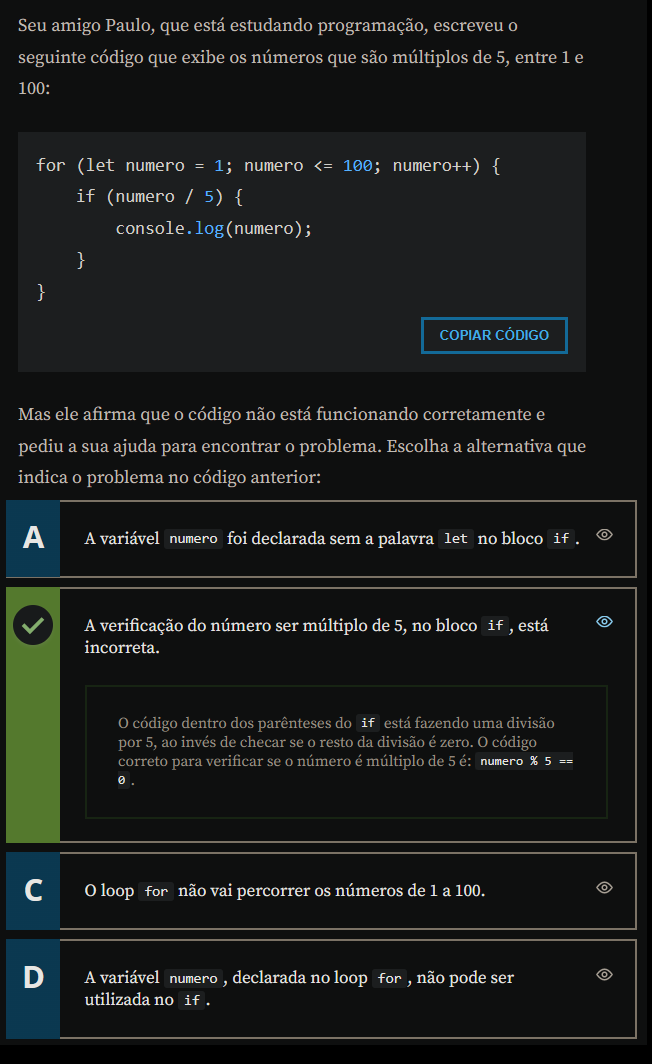 Seu amigo Paulo, que está estudando programação, escreveu o
seguinte código que exibe os números que são múltiplos de 5, entre 1 e
100:
for (let numero = 1; numero <= 100; numero++) {
    if (numero / 5) {
        console.log(numero);
    }
}
COPIAR CÓDIGO
Mas ele afirma que o código não está funcionando corretamente e
pediu a sua ajuda para encontrar o problema. Escolha a alternativa que
indica o problema no código anterior:
A
A variável numero foi declarada sem a palavra let no bloco if.
A verificação do número ser múltiplo de 5, no bloco if, está
incorreta.
O código dentro dos parênteses do if está fazendo uma divisão
por 5, ao invés de checar se o resto da divisão é zero. O código
correto para verificar se o número é múltiplo de 5 é: numero % 5 ==
0.
C
O loop for não vai percorrer os números de 1 a 100.
D
A variável numero, declarada no loop for, não pode ser
utilizada no if.